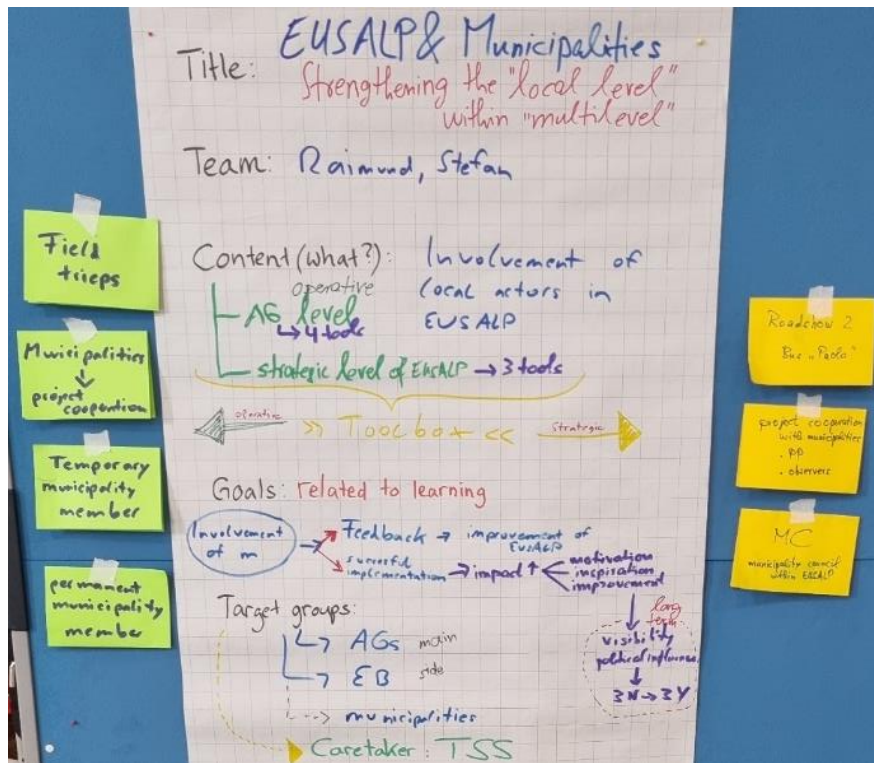 EUSALP & Municipalities
Title:
Strengthening the "local level"
within "multilevel"
Team: Raimund, Stefan
Content (what?): Involvement of
local actors in
EUSALP
operative
AG level
↳ 4 tools
strategic level of EUSALP → 3 tools
operative
>> Toolbox <<
strategic
Goals: related to learning
Involvement
of m
Feedback → improvement of
EUSALP
successful
implementation → impact ↑
motivation
inspiration
improvement
long
term
visibility
political influence
3N → 3Y
Target groups:
AGs main
EB side
municipalities
Caretaker: TSS
Field
trieps
Municipalities
↓
project
cooperation
Temporary
municipality
member
permanent
municipality
member
Roadshow 2
Bus "Paolo"
project cooperation
with municipalities
. pp
. observers
MC
municipality council
within EUSALP